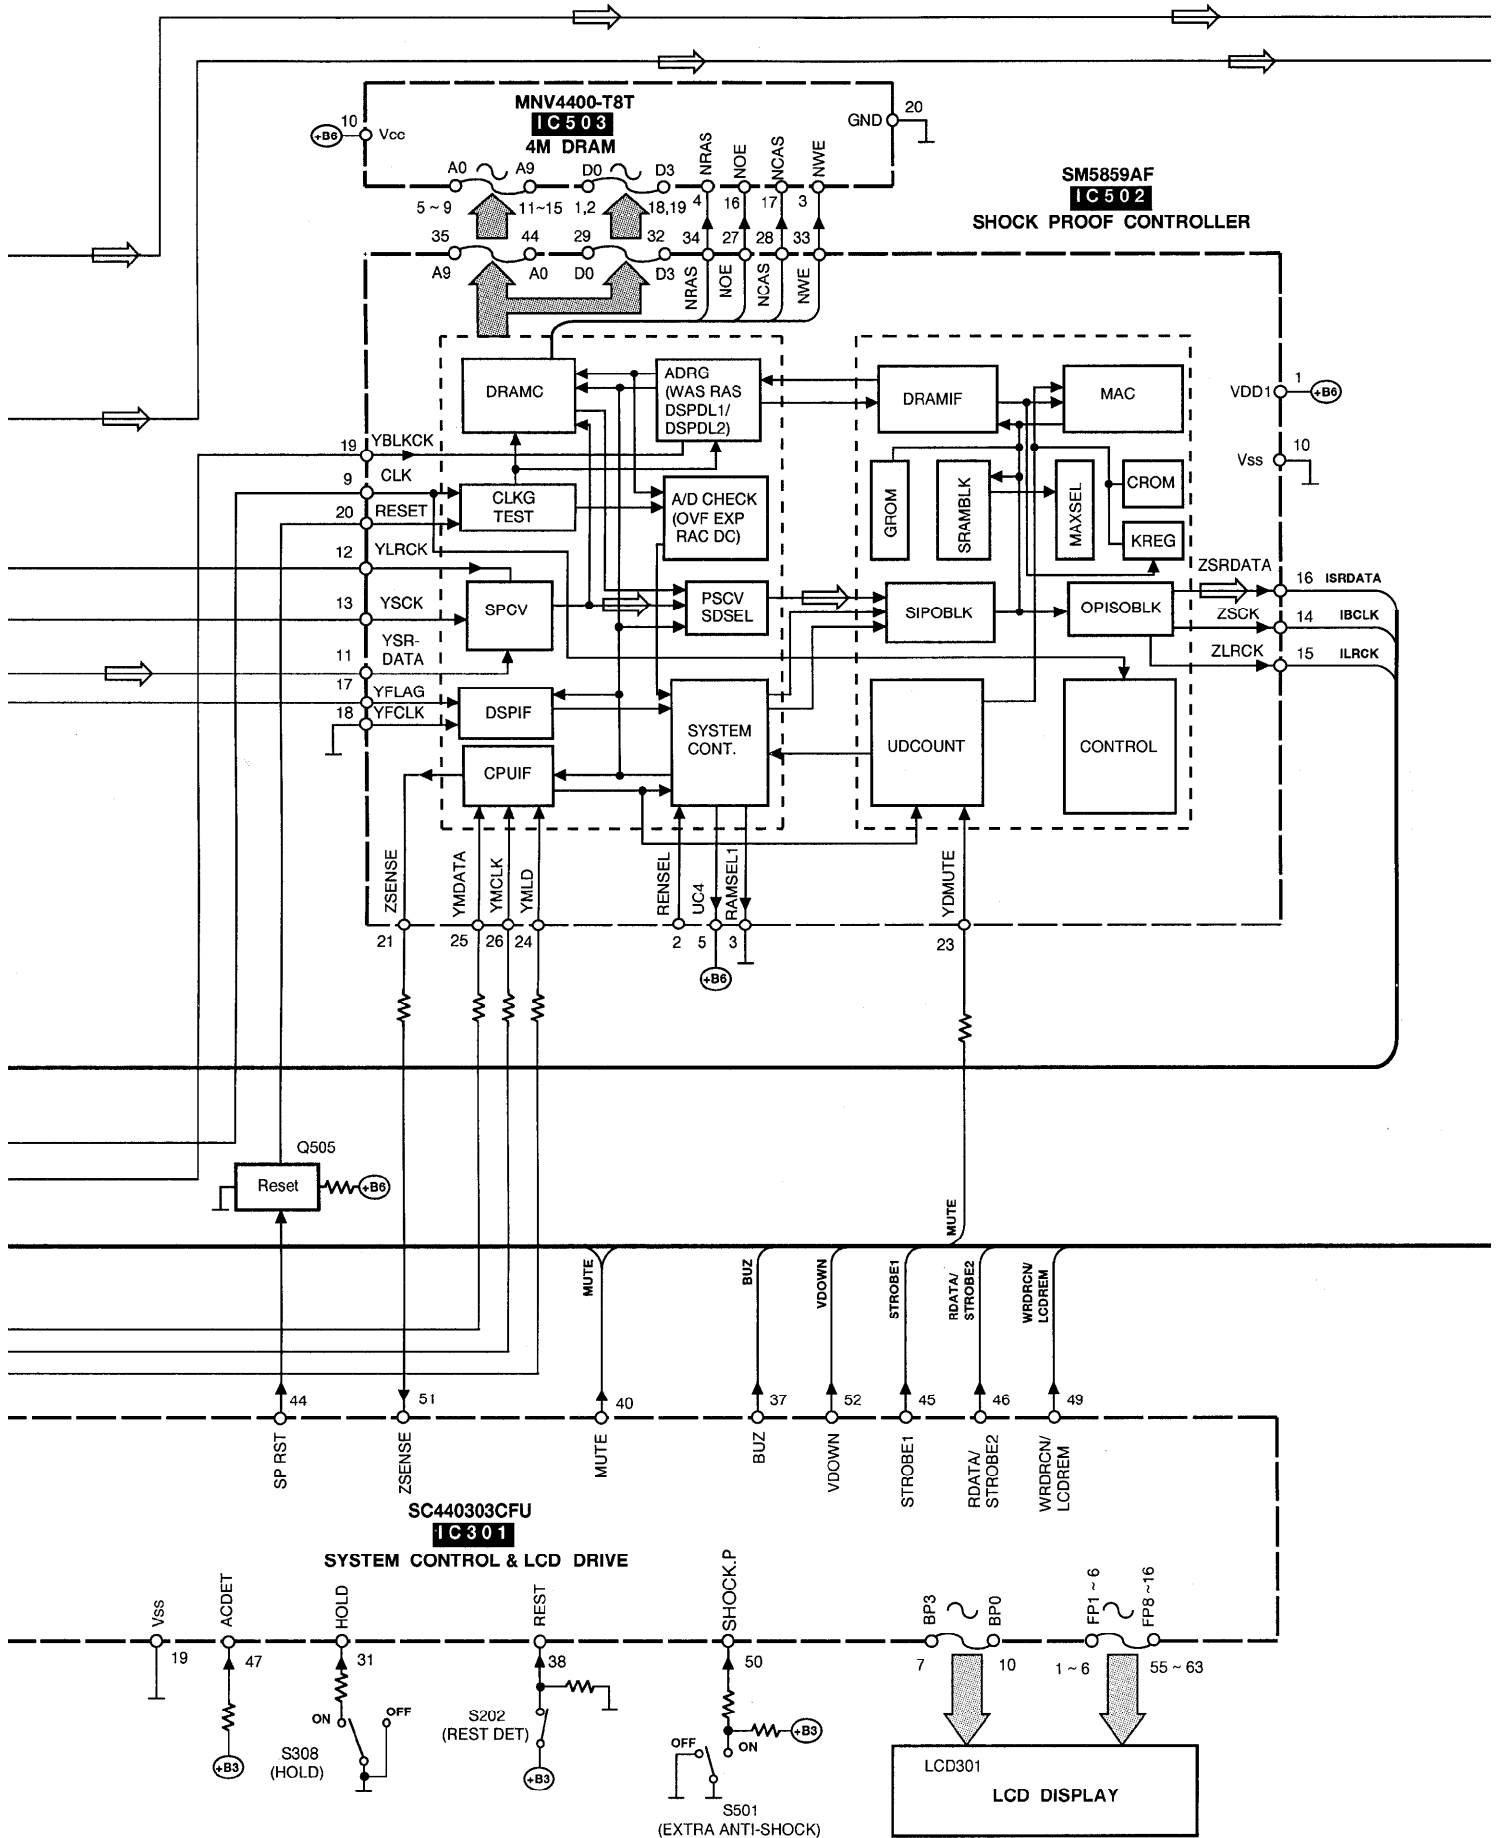 MNV4400-T8T
IC503
4M DRAM
10
+B6
Vcc
GND
20
A0
A9
D0
D3
NRAS
NOE
NCAS
NWE
5 ~ 9
11~15
1,2
18,19
4
16
17
3
SM5859AF
IC502
SHOCK PROOF CONTROLLER
35
44
29
32
34
27
28
33
A9
A0
D0
D3
NRAS
NOE
NCAS
NWE
DRAMC
ADRG
(WAS RAS
DSPDL1/
DSPDL2)
DRAMIF
MAC
VDD1
1
+B6
Vss
10
19
YBLKCK
9
CLK
20
RESET
12
YLRCK
13
YSCK
YSR-
DATA
11
17
YFLAG
18
YFCLK
CLKG
TEST
A/D CHECK
(OVF EXP
RAC DC)
GROM
SRAMBLK
MAXSEL
CROM
KREG
SPCV
PSCV
SDSEL
SIPOBLK
OPISOBLK
ZSRDATA
16
ISRDATA
ZSCK
14
IBCLK
ZLRCK
15
ILRCK
DSPIF
SYSTEM
CONT.
UDCOUNT
CONTROL
CPUIF
ZSENSE
YMDATA
YMCLK
YMLD
RENSEL
UC4
RAMSEL1
YDMUTE
21
25
26
24
2
5
3
23
+B6
Q505
Reset
+B6
MUTE
MUTE
BUZ
VDOWN
STROBE1
RDATA/
STROBE2
WRDRCN/
LCDREM
44
51
40
37
52
45
46
49
SP RST
ZSENSE
MUTE
BUZ
VDOWN
STROBE1
RDATA/
STROBE2
WRDRCN/
LCDREM
SC440303CFU
IC301
SYSTEM CONTROL & LCD DRIVE
Vss
ACDET
HOLD
REST
SHOCK.P
BP3
BP0
FP1 ~ 6
FP8 ~16
19
47
31
38
50
7
10
1 ~ 6
55 ~ 63
ON
OFF
S308
(HOLD)
+B3
S202
(REST DET)
+B3
+B3
OFF
ON
S501
(EXTRA ANTI-SHOCK)
LCD301
LCD DISPLAY